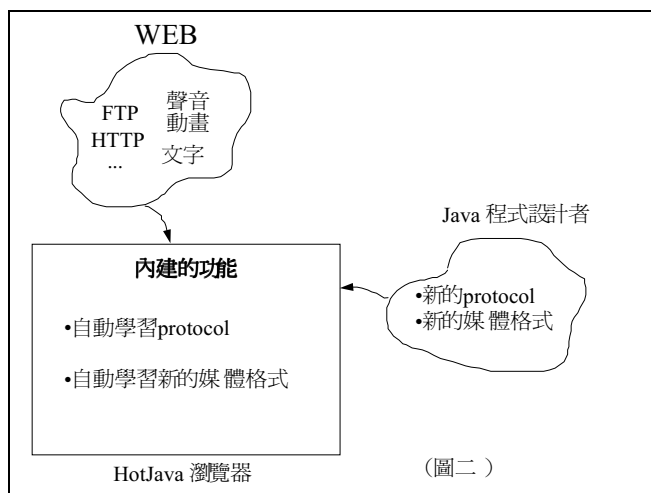 WEB
FTP
HTTP
...
聲音
動畫
文字
Java 程式設計者
•新的protocol
•新的媒體格式
內建的功能
•自動學習protocol
•自動學習新的媒體格式
HotJava 瀏覽器
（圖二）